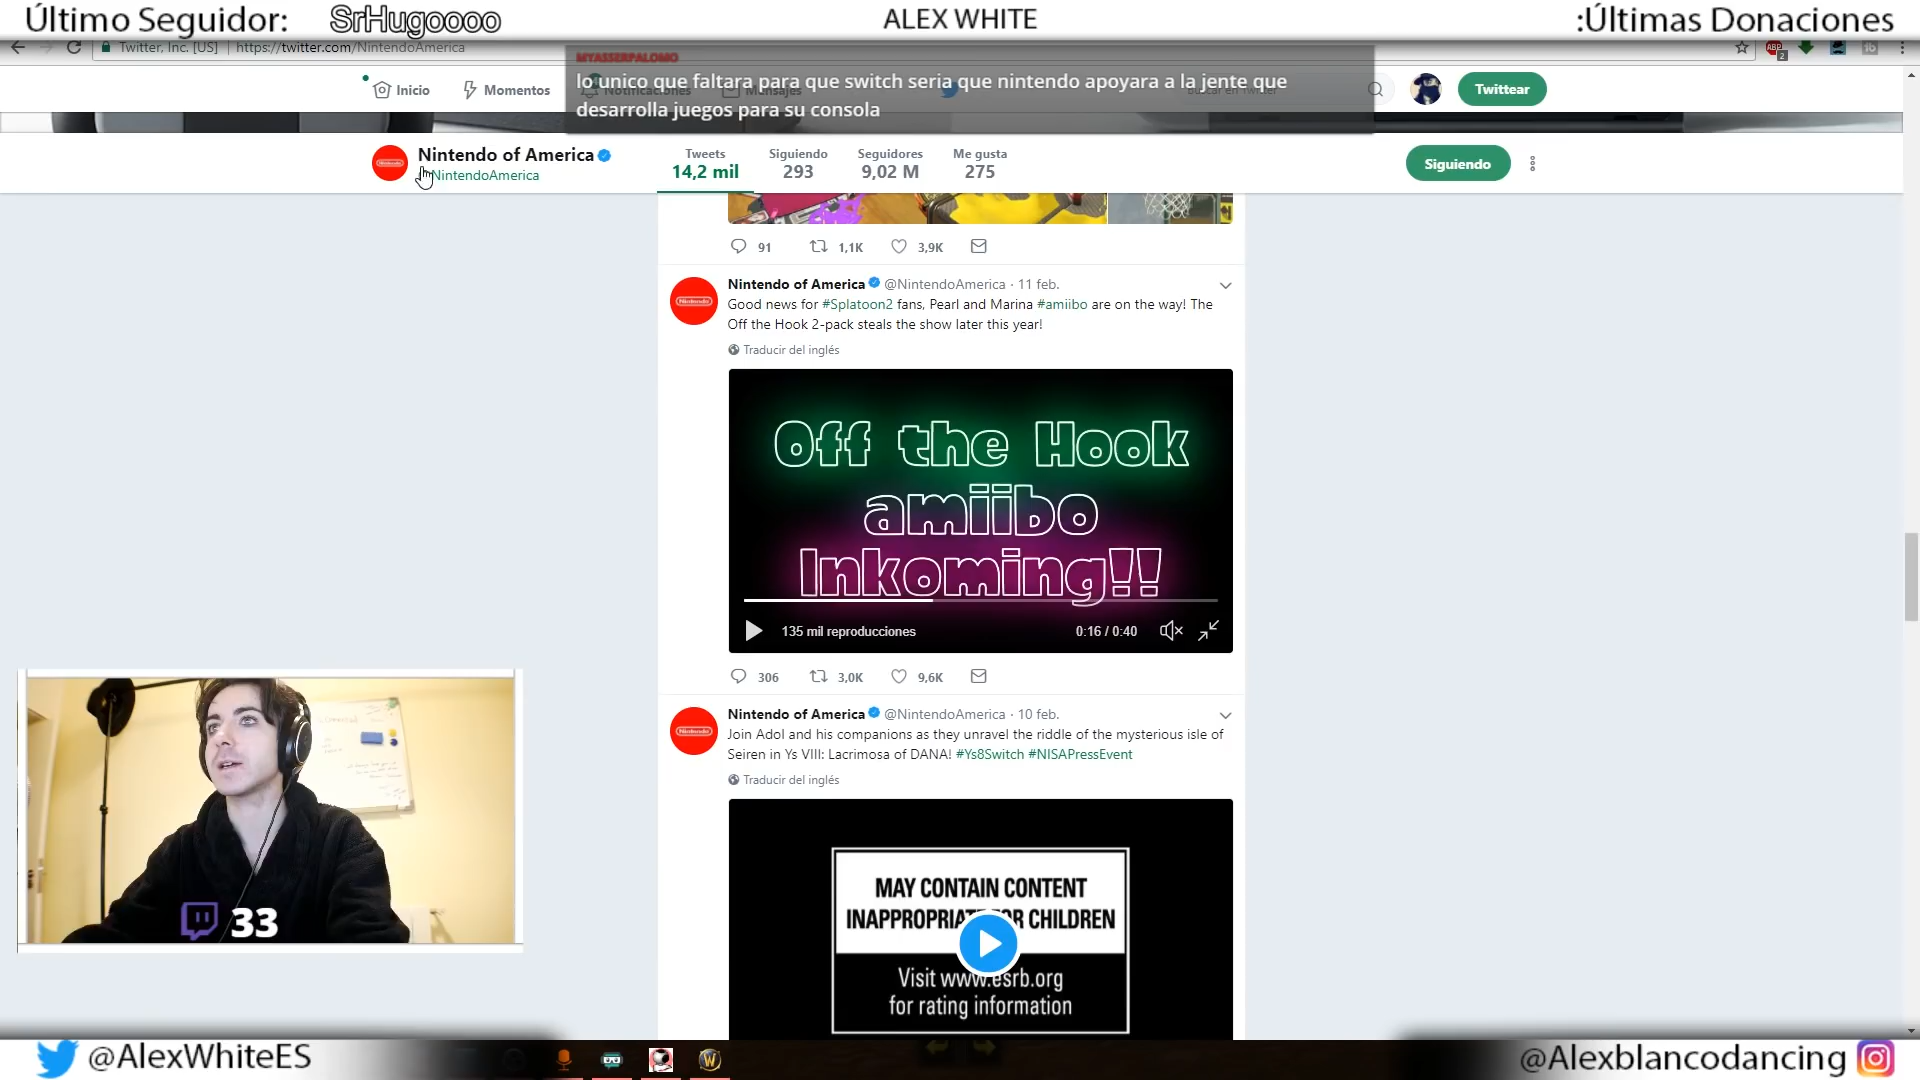 Último Seguidor:
SrHugoooo
ALEX WHITE
:Últimas Donaciones
Twitter, Inc. [US]
https://twitter.com/NintendoAmerica
MYASSERPALOMO
lo unico que faltara para que switch seria que nintendo apoyara a la jente que
desarrolla juegos para su consola
Inicio
Momentos
Notificaciones
Mensajes
Twittear
Nintendo of America
NintendoAmerica
Tweets
14,2 mil
Siguiendo
293
Seguidores
9,02 M
Me gusta
275
Siguiendo
91
1,1K
3,9K
Nintendo of America @NintendoAmerica · 11 feb.
Good news for #Splatoon2 fans, Pearl and Marina #amiibo are on the way! The
Off the Hook 2-pack steals the show later this year!
Traducir del inglés
Off the Hook
amiibo
Inkoming!!
135 mil reproducciones
0:16 / 0:40
306
3,0K
9,6K
Nintendo of America @NintendoAmerica · 10 feb.
Join Adol and his companions as they unravel the riddle of the mysterious isle of
Seiren in Ys VIII: Lacrimosa of DANA! #Ys8Switch #NISAPressEvent
Traducir del inglés
MAY CONTAIN CONTENT
INAPPROPRIATE FOR CHILDREN
Visit www.esrb.org
for rating information
33
@AlexWhiteES
@Alexblancodancing